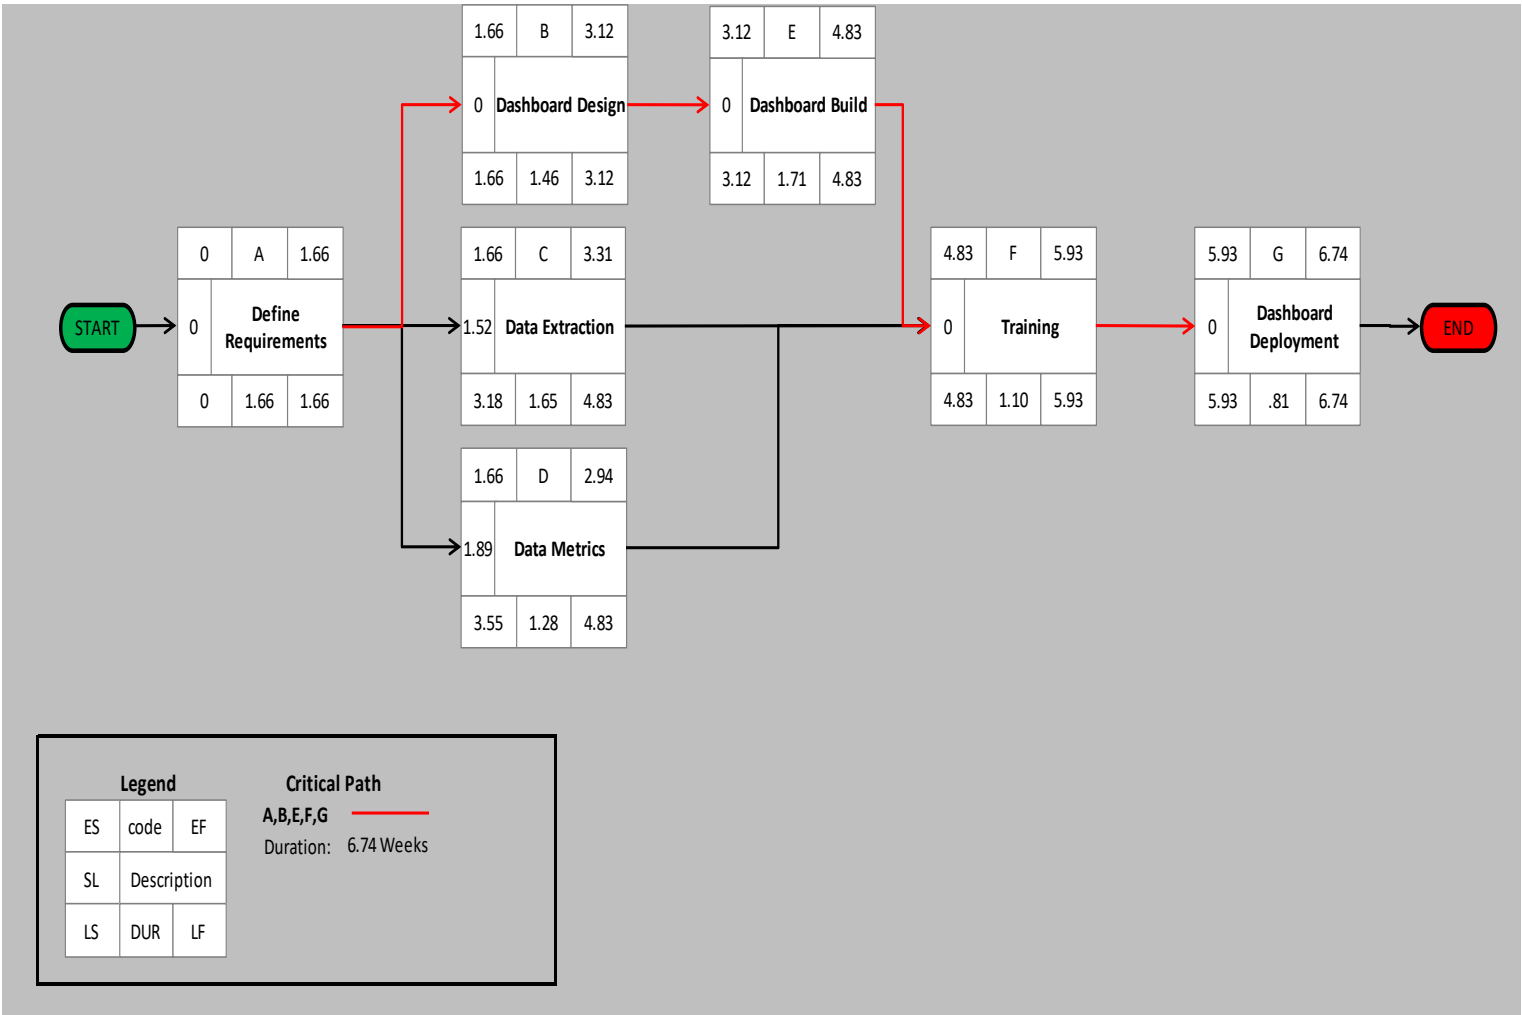 1.66 B 3.12
0 Dashboard Design
1.66 1.46 3.12
3.12 E 4.83
0 Dashboard Build
3.12 1.71 4.83
START
0 A 1.66
0 Define
Requirements
0 1.66 1.66
1.66 C 3.31
1.52 Data Extraction
3.18 1.65 4.83
1.66 D 2.94
1.89 Data Metrics
3.55 1.28 4.83
4.83 F 5.93
0 Training
4.83 1.10 5.93
5.93 G 6.74
0 Dashboard
Deployment
5.93 .81 6.74
END
Legend
ES code EF
SL Description
LS DUR LF
Critical Path
A,B,E,F,G
Duration: 6.74 Weeks